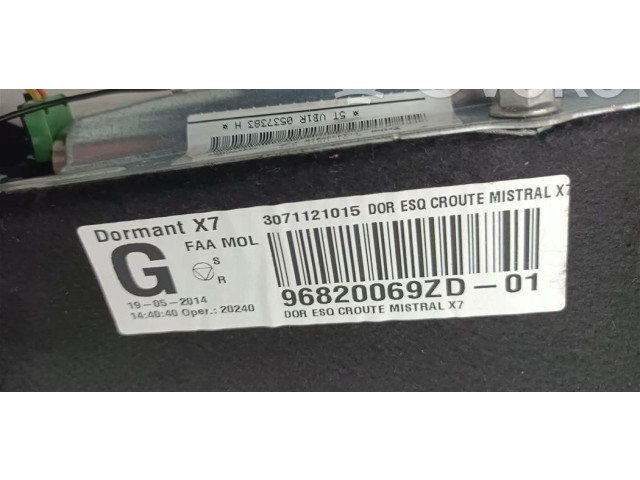 * 5T VB1R 0537383 H *
Dormant X7
3071121015 DOR ESQ CROUTE MISTRAL X7
G
FAA MOL
S
R
96820069ZD-01
19-05-2014
14:40:40 Oper.: 20240
DOR ESQ CROUTE MISTRAL X7